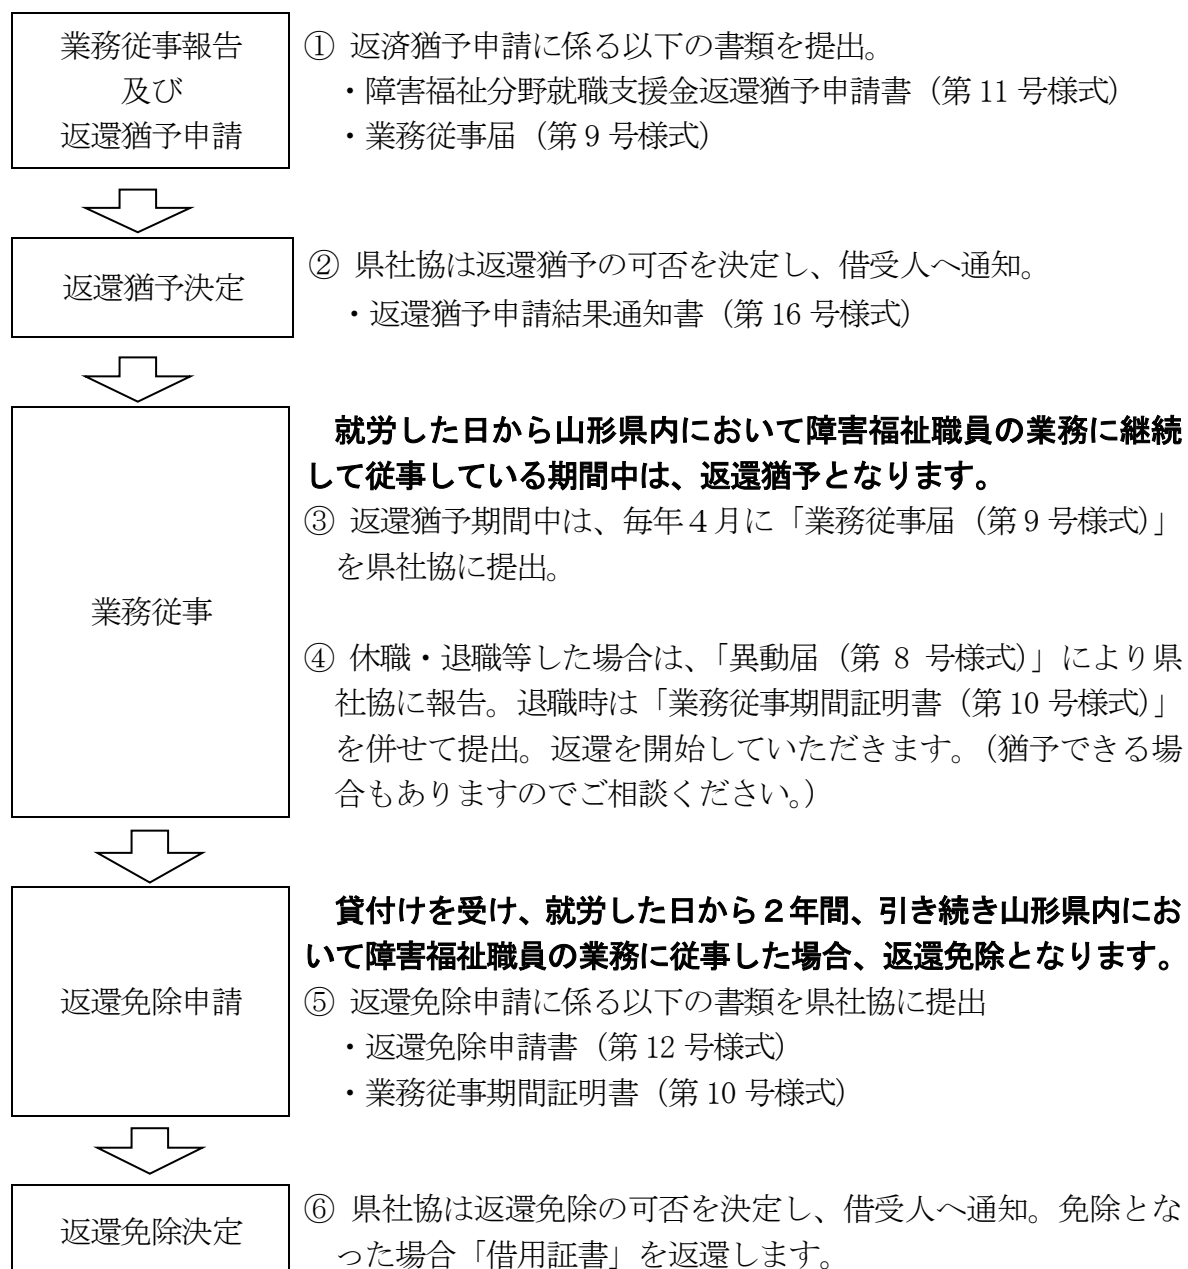 業務従事報告
及び
返還猶予申請
① 返済猶予申請に係る以下の書類を提出。
・障害福祉分野就職支援金返還猶予申請書（第 11 号様式）
・業務従事届（第 9 号様式）
返還猶予決定
② 県社協は返還猶予の可否を決定し、借受人へ通知。
・返還猶予申請結果通知書（第 16 号様式）
業務従事
就労した日から山形県内において障害福祉職員の業務に継続
して従事している期間中は、返還猶予となります。
③ 返還猶予期間中は、毎年４月に「業務従事届（第 9 号様式）」
を県社協に提出。
④ 休職・退職等した場合は、「異動届（第 8 号様式）」により県
社協に報告。退職時は「業務従事期間証明書（第 10 号様式）」
を併せて提出。返還を開始していただきます。（猶予できる場
合もありますのでご相談ください。）
返還免除申請
貸付けを受け、就労した日から２年間、引き続き山形県内にお
いて障害福祉職員の業務に従事した場合、返還免除となります。
⑤ 返還免除申請に係る以下の書類を県社協に提出
・返還免除申請書（第 12 号様式）
・業務従事期間証明書（第 10 号様式）
返還免除決定
⑥ 県社協は返還免除の可否を決定し、借受人へ通知。免除とな
った場合「借用証書」を返還します。